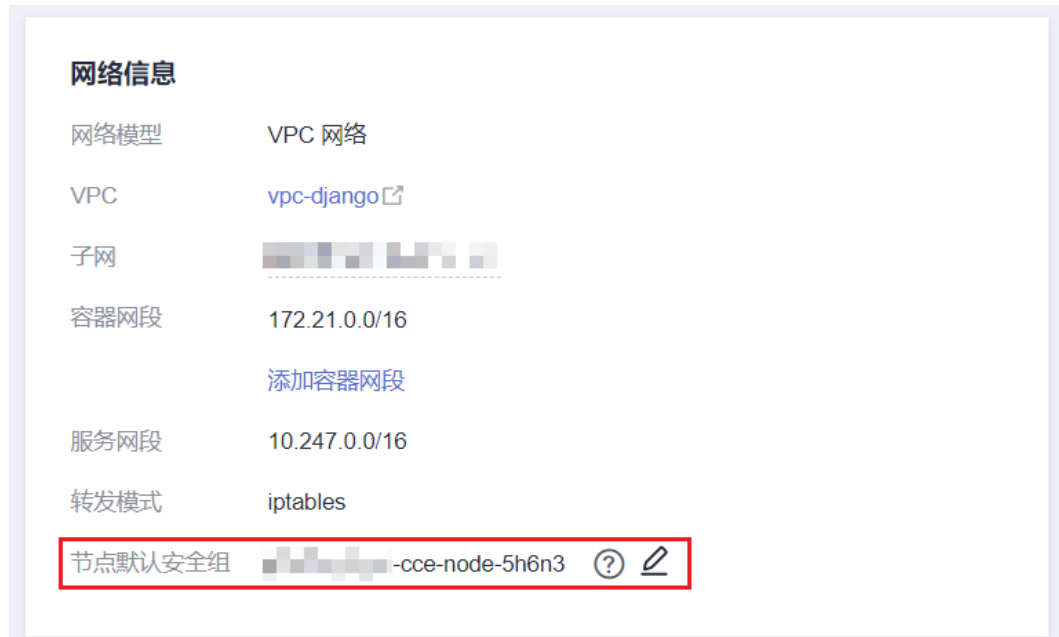 网络信息
网络模型 VPC 网络
VPC vpc-django
子网
容器网段 172.21.0.0/16
添加容器网段
服务网段 10.247.0.0/16
转发模式 iptables
节点默认安全组 -cce-node-5h6n3 ?